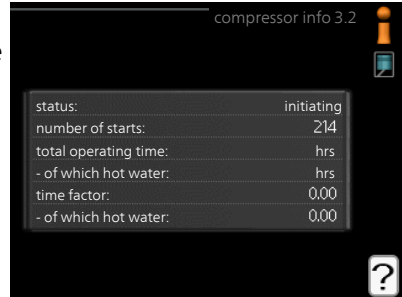 compressor info 3.2
e
status: initiating
number of starts: 214
total operating time: hrs
- of which hot water: hrs
time factor: 0.00
- of which hot water: 0.00
?